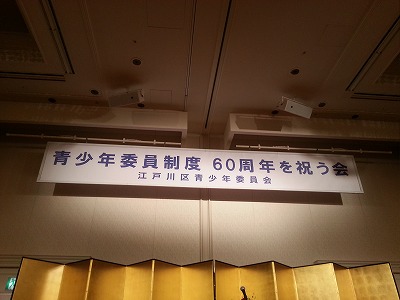 青少年委員制度 60周年を祝う会
江戸川区青少年委員会